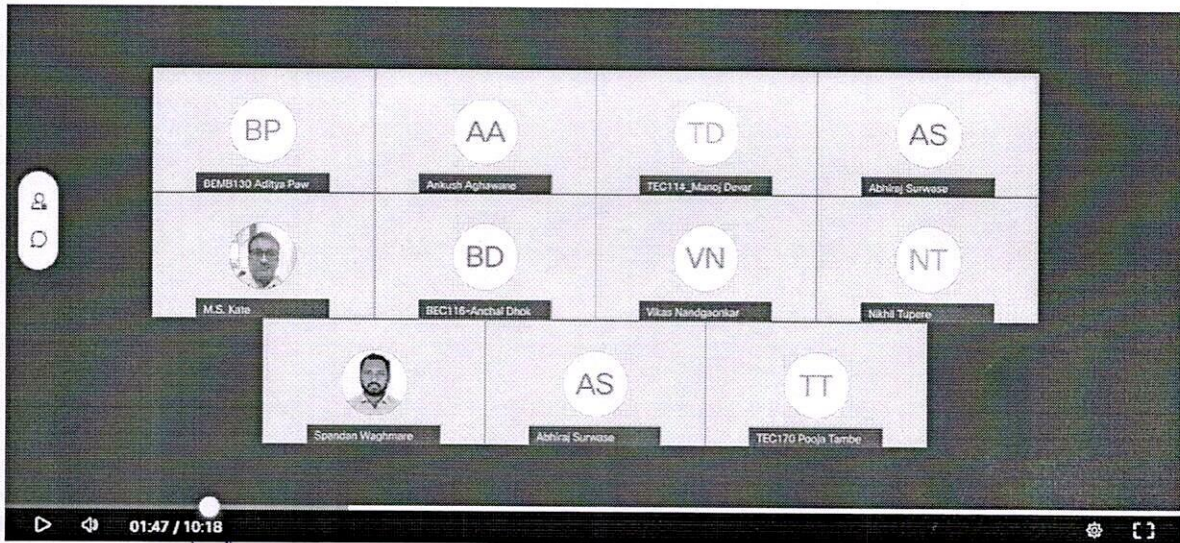 BP AA TD AS
BEMB130 Aditya Paw Ankush Aghawane TEC114_Manoj Devar Abhiraj Surwase
BD VN NT
M.S. Kate BEC116-Anchal Dhok Vikas Nandgaonkar Nikhil Tupere
AS TT
Spandan Waghmare Abhiraj Surwase TEC170 Pooja Tambe
01:47 / 10:18